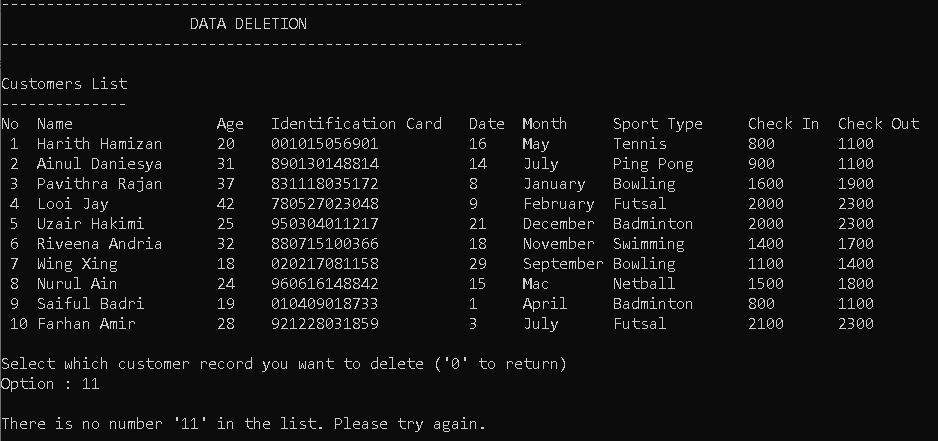 ----------------------------------------------------------
DATA DELETION
----------------------------------------------------------
Customers List
--------------
No Name Age Identification Card Date Month Sport Type Check In Check Out
1 Harith Hamizan 20 001015056901 16 May Tennis 800 1100
2 Ainul Daniesya 31 890130148814 14 July Ping Pong 900 1100
3 Pavithra Rajan 37 831118035172 8 January Bowling 1600 1900
4 Looi Jay 42 780527023048 9 February Futsal 2000 2300
5 Uzair Hakimi 25 950304011217 21 December Badminton 2000 2300
6 Riveena Andria 32 880715100366 18 November Swimming 1400 1700
7 Wing Xing 18 020217081158 29 September Bowling 1100 1400
8 Nurul Ain 24 960616148842 15 Mac Netball 1500 1800
9 Saiful Badri 19 010409018733 1 April Badminton 800 1100
10 Farhan Amir 28 921228031859 3 July Futsal 2100 2300
Select which customer record you want to delete ('0' to return)
Option : 11
There is no number '11' in the list. Please try again.